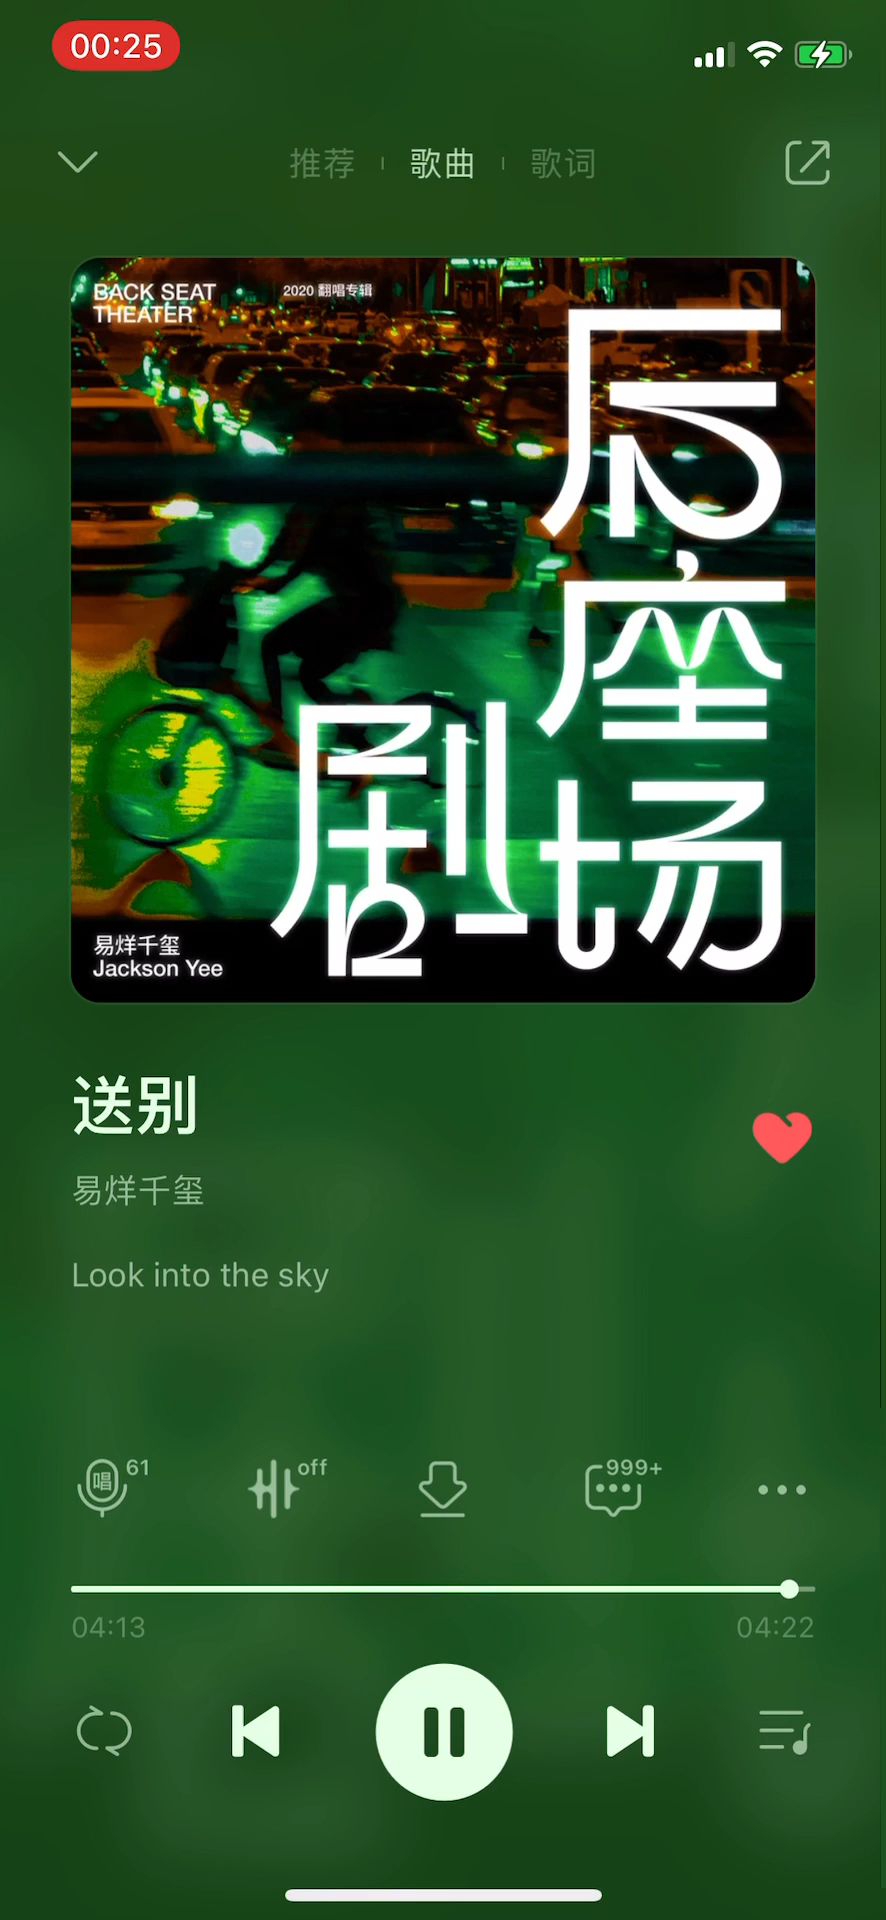 00:25
推荐
歌曲
歌词
BACK SEAT
THEATER
2020 翻唱专辑
后座剧场
易烊千玺
Jackson Yee
送别
易烊千玺
Look into the sky
唱
61
off
999+
04:13
04:22